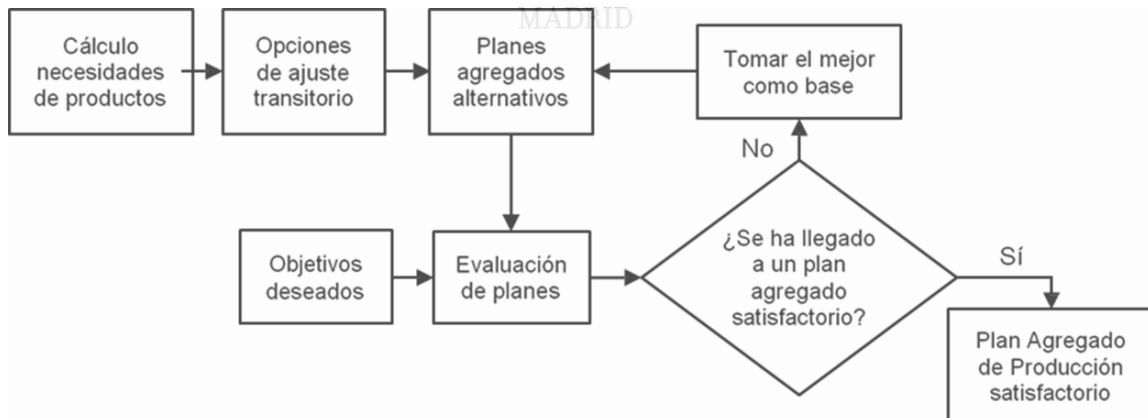 MADRID
Cálculo
necesidades
de productos
Opciones
de ajuste
transitorio
Planes
agregados
alternativos
Tomar el mejor
como base
No
Objetivos
deseados
Evaluación
de planes
¿Se ha llegado
a un plan
agregado
satisfactorio?
Sí
Plan Agregado
de Producción
satisfactorio